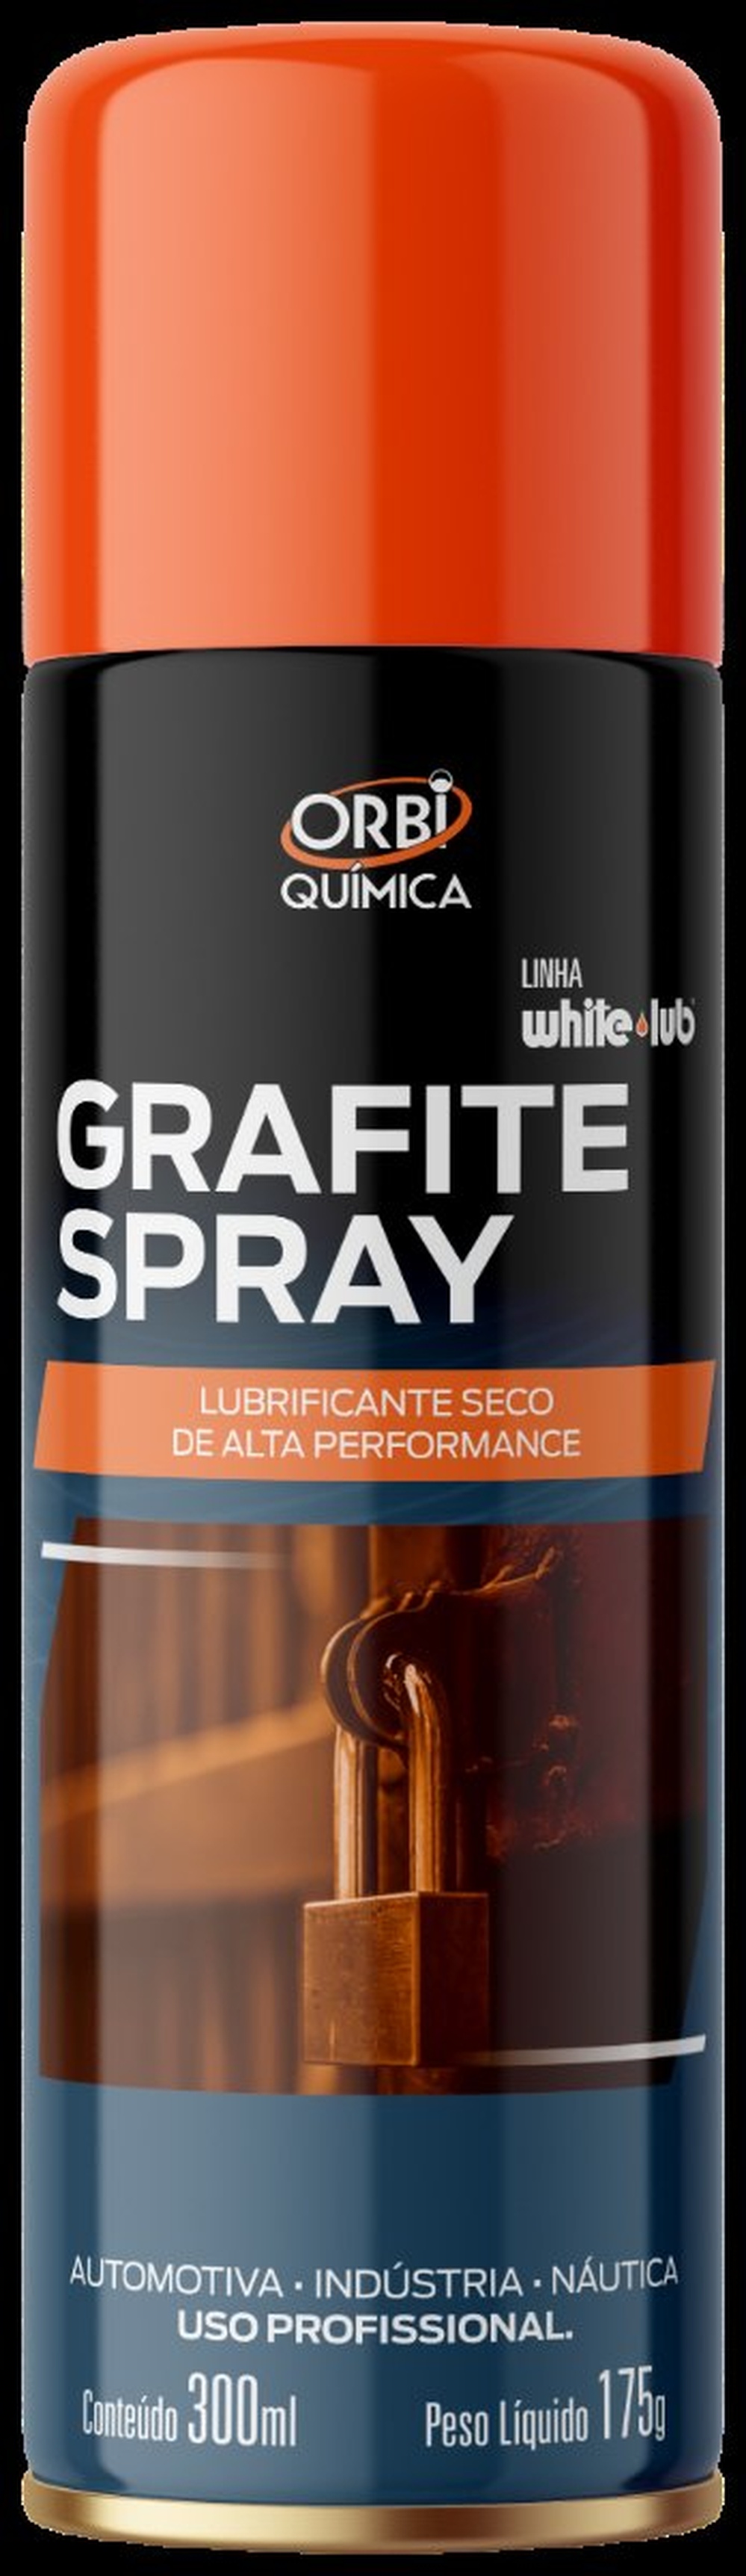 ORBI
QUÍMICA
LINHA
white lub
GRAFITE
SPRAY
LUBRIFICANTE SECO
DE ALTA PERFORMANCE
AUTOMOTIVA · INDÚSTRIA · NÁUTICA
USO PROFISSIONAL.
Conteúdo 300ml Peso Líquido 175g